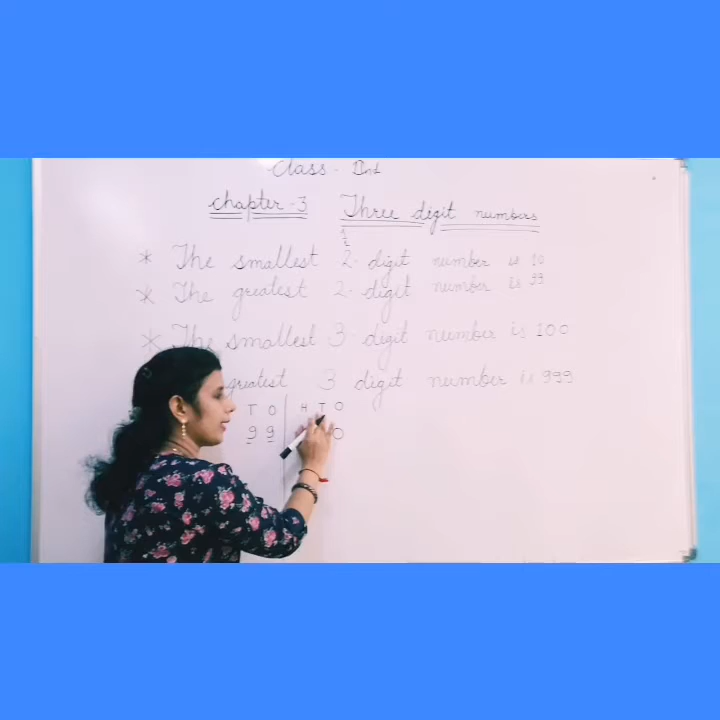 Class -
Chapter -3 Three digit numbers
* The smallest 2- digit number is 10
* The greatest 2- digit number is 99
* The smallest 3- digit number is 100
greatest 3 digit number is 999
T O H T O
9 9 0